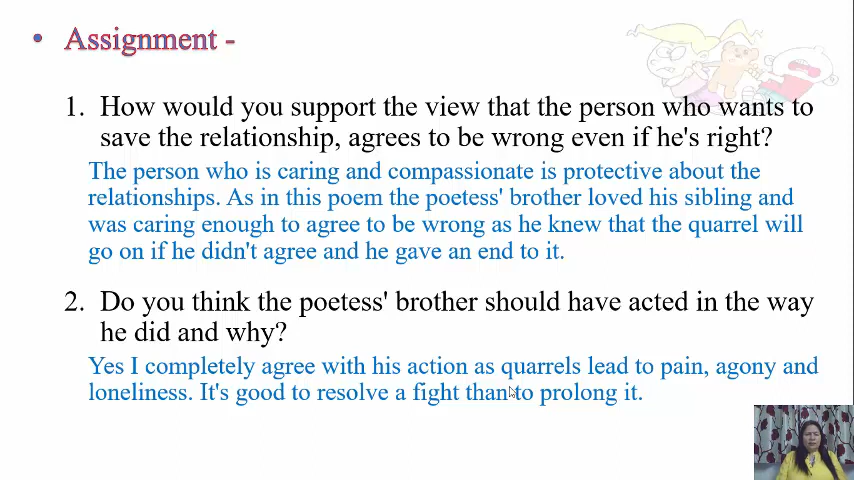 • Assignment -
1. How would you support the view that the person who wants to
save the relationship, agrees to be wrong even if he's right?
The person who is caring and compassionate is protective about the
relationships. As in this poem the poetess' brother loved his sibling and
was caring enough to agree to be wrong as he knew that the quarrel will
go on if he didn't agree and he gave an end to it.
2. Do you think the poetess' brother should have acted in the way
he did and why?
Yes I completely agree with his action as quarrels lead to pain, agony and
loneliness. It's good to resolve a fight than to prolong it.